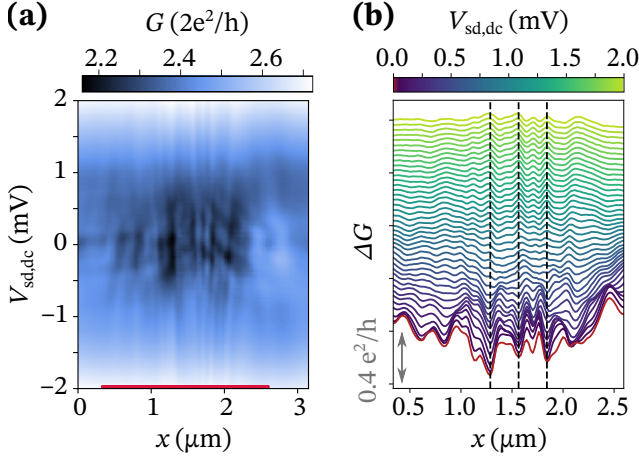 (a)
G (2e²/h)
2.2 2.4 2.6
2
1
0
−1
−2
V_sd,dc (mV)
0 1 2 3
x (μm)
(b)
V_sd,dc (mV)
0.0 0.5 1.0 1.5 2.0
ΔG
0.4 e²/h
0.5 1.0 1.5 2.0 2.5
x (μm)